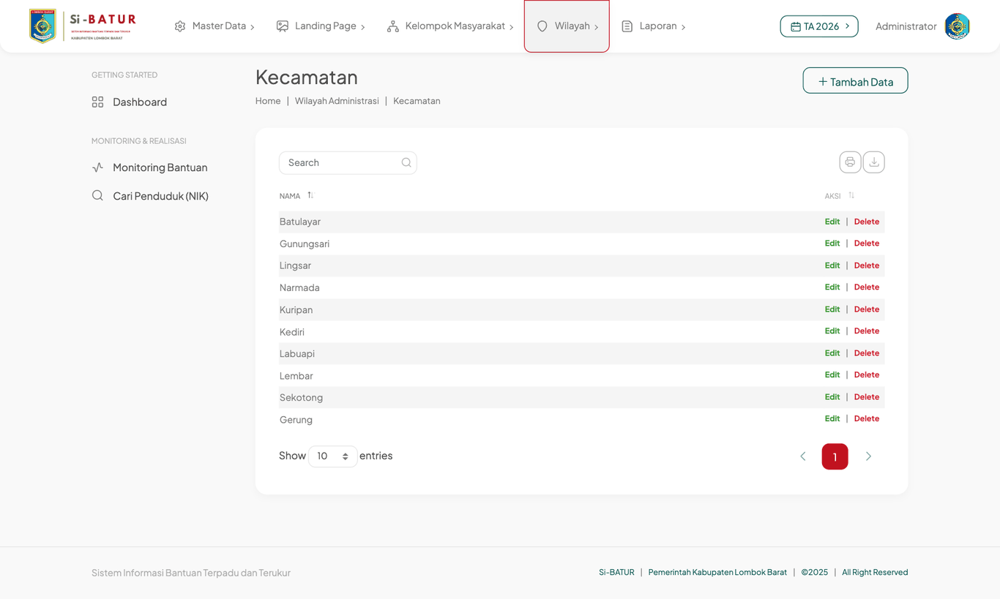 LOMBOK BARAT
Si-BATUR
KABUPATEN LOMBOK BARAT
Master Data
Landing Page
Kelompok Masyarakat
Wilayah
Laporan
TA 2026
Administrator
GETTING STARTED
Dashboard
MONITORING & REALISASI
Monitoring Bantuan
Cari Penduduk (NIK)
Kecamatan
Home | Wilayah Administrasi | Kecamatan
+ Tambah Data
Search
NAMA AKSI
Batulayar Edit | Delete
Gunungsari Edit | Delete
Lingsar Edit | Delete
Narmada Edit | Delete
Kuripan Edit | Delete
Kediri Edit | Delete
Labuapi Edit | Delete
Lembar Edit | Delete
Sekotong Edit | Delete
Gerung Edit | Delete
Show 10 entries
1
Sistem Informasi Bantuan Terpadu dan Terukur
Si-BATUR | Pemerintah Kabupaten Lombok Barat | ©2025 | All Right Reserved